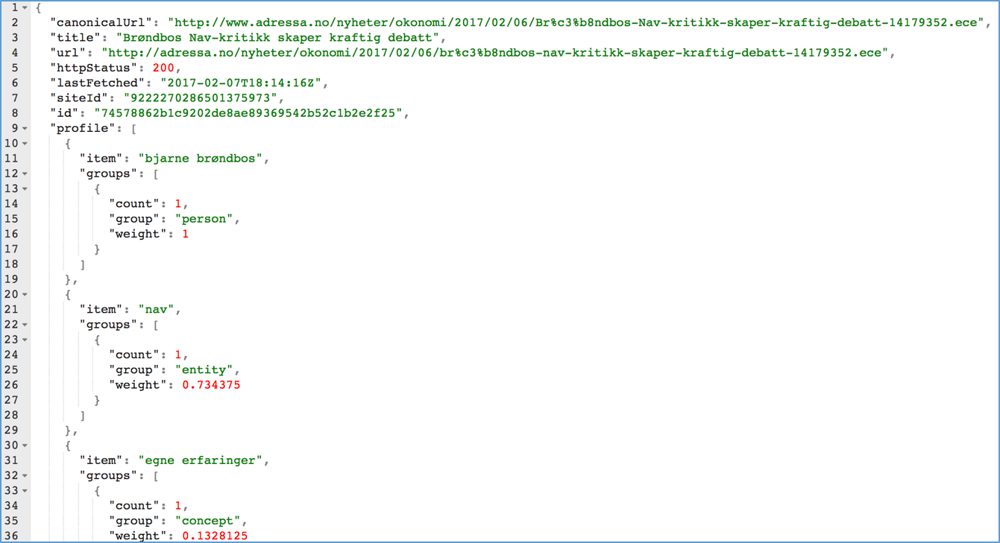 1 {
2 "canonicalUrl": "http://www.adressa.no/nyheter/okonomi/2017/02/06/Br%c3%b8ndbos-Nav-kritikk-skaper-kraftig-debatt-14179352.ece",
3 "title": "Brøndbos Nav-kritikk skaper kraftig debatt",
4 "url": "http://adressa.no/nyheter/okonomi/2017/02/06/br%c3%b8ndbos-nav-kritikk-skaper-kraftig-debatt-14179352.ece",
5 "httpStatus": 200,
6 "lastFetched": "2017-02-07T18:14:16Z",
7 "siteId": "9222270286501375973",
8 "id": "74578862b1c9202de8ae89369542b52c1b2e2f25",
9 "profile": [
10 {
11 "item": "bjarne brøndbos",
12 "groups": [
13 {
14 "count": 1,
15 "group": "person",
16 "weight": 1
17 }
18 ]
19 },
20 {
21 "item": "nav",
22 "groups": [
23 {
24 "count": 1,
25 "group": "entity",
26 "weight": 0.734375
27 }
28 ]
29 },
30 {
31 "item": "egne erfaringer",
32 "groups": [
33 {
34 "count": 1,
35 "group": "concept",
36 "weight": 0.1328125